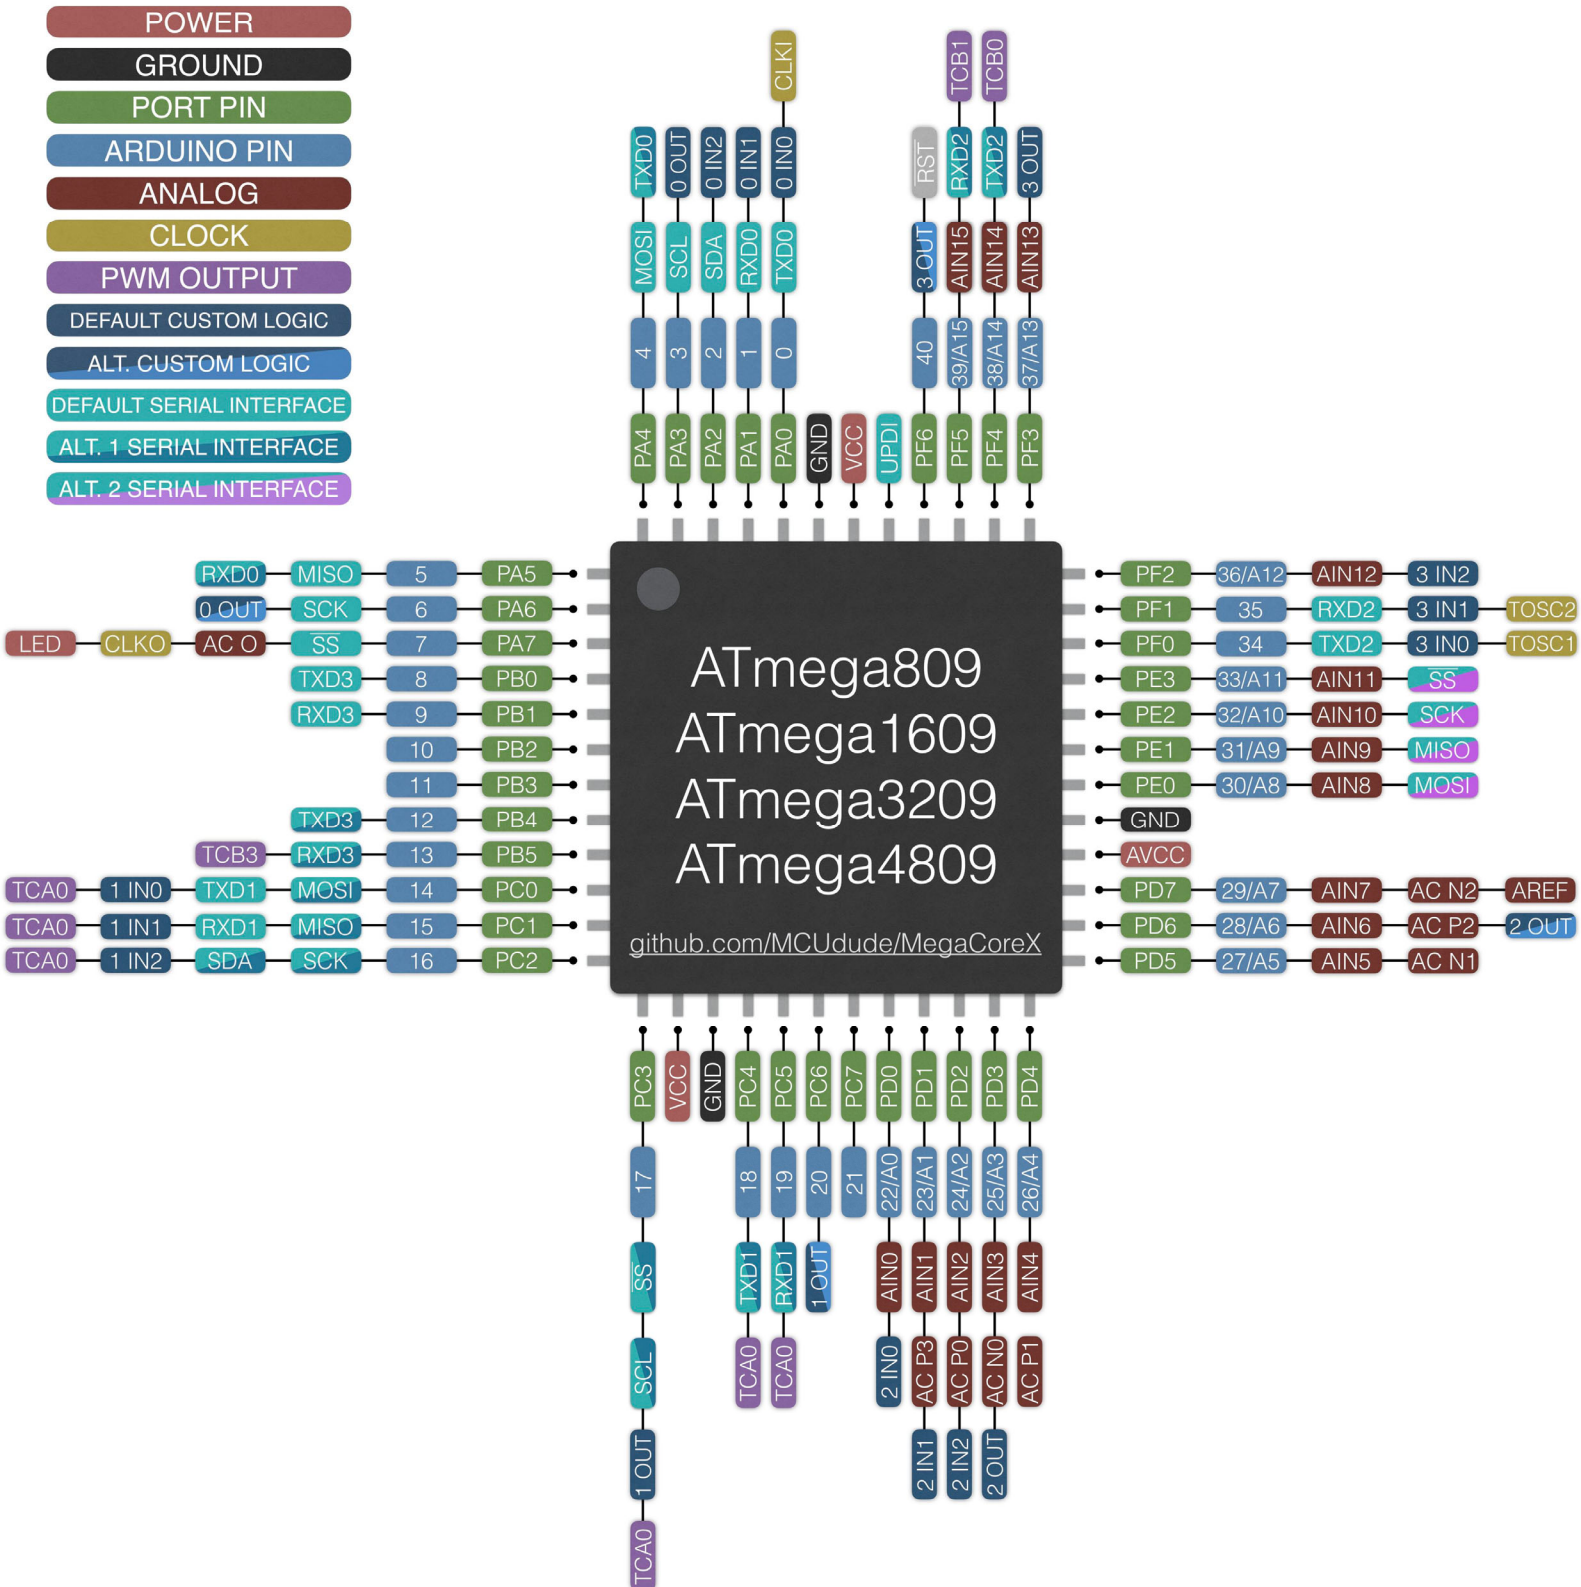 POWER
GROUND
PORT PIN
ARDUINO PIN
ANALOG
CLOCK
PWM OUTPUT
DEFAULT CUSTOM LOGIC
ALT. CUSTOM LOGIC
DEFAULT SERIAL INTERFACE
ALT. 1 SERIAL INTERFACE
ALT. 2 SERIAL INTERFACE
CLKI TCB1 TCB0
TXD0 0 OUT 0 IN2 0 IN1 0 IN0 RST RXD2 TXD2 3 OUT
MOSI SCL SDA RXD0 TXD0 3 OUT AIN15 AIN14 AIN13
4 3 2 1 0 40 39/A15 38/A14 37/A13
PA4 PA3 PA2 PA1 PA0 GND VCC UPDI PF6 PF5 PF4 PF3
RXD0 MISO 5 PA5
0 OUT SCK 6 PA6
LED CLKO AC O SS 7 PA7
TXD3 8 PB0
RXD3 9 PB1
10 PB2
11 PB3
TXD3 12 PB4
TCB3 RXD3 13 PB5
TCA0 1 IN0 TXD1 MOSI 14 PC0
TCA0 1 IN1 RXD1 MISO 15 PC1
TCA0 1 IN2 SDA SCK 16 PC2
ATmega809
ATmega1609
ATmega3209
ATmega4809
github.com/MCUdude/MegaCoreX
PF2 36/A12 AIN12 3 IN2
PF1 35 RXD2 3 IN1 TOSC2
PF0 34 TXD2 3 IN0 TOSC1
PE3 33/A11 AIN11 SS
PE2 32/A10 AIN10 SCK
PE1 31/A9 AIN9 MISO
PE0 30/A8 AIN8 MOSI
GND
AVCC
PD7 29/A7 AIN7 AC N2 AREF
PD6 28/A6 AIN6 AC P2 2 OUT
PD5 27/A5 AIN5 AC N1
PC3 VCC GND PC4 PC5 PC6 PC7 PD0 PD1 PD2 PD3 PD4
17 18 19 20 21 22/A0 23/A1 24/A2 25/A3 26/A4
SS TXD1 RXD1 1 OUT AIN0 AIN1 AIN2 AIN3 AIN4
SCL TCA0 TCA0 2 IN0 AC P3 AC P0 AC N0 AC P1
1 OUT 2 IN1 2 IN2 2 OUT
TCA0